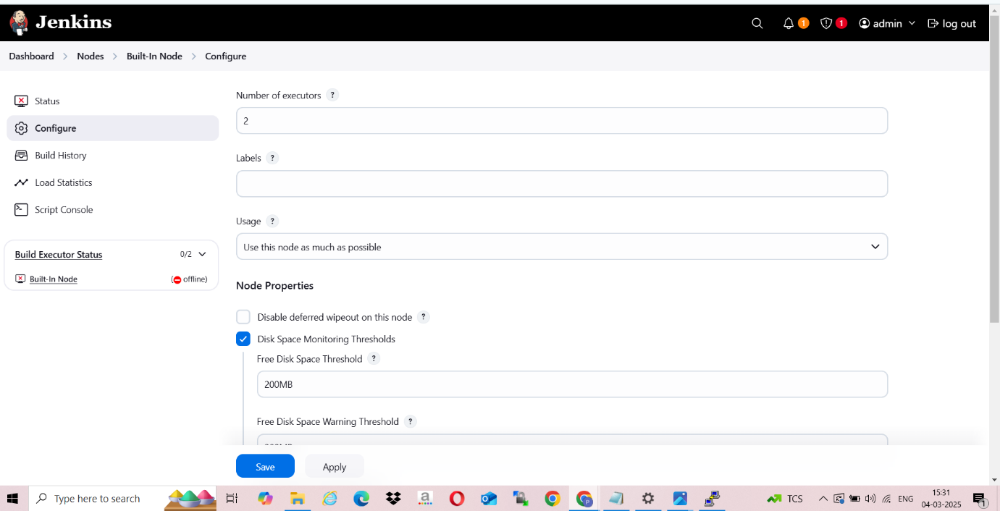 Jenkins
1
1
admin
log out
Dashboard > Nodes > Built-In Node > Configure
Status
Configure
Build History
Load Statistics
Script Console
Build Executor Status 0/2
Built-In Node (offline)
Number of executors ?
2
Labels ?
Usage ?
Use this node as much as possible
Node Properties
Disable deferred wipeout on this node ?
Disk Space Monitoring Thresholds
Free Disk Space Threshold ?
200MB
Free Disk Space Warning Threshold ?
Save Apply
Type here to search
a
TCS
ENG
15:31
04-03-2025
1